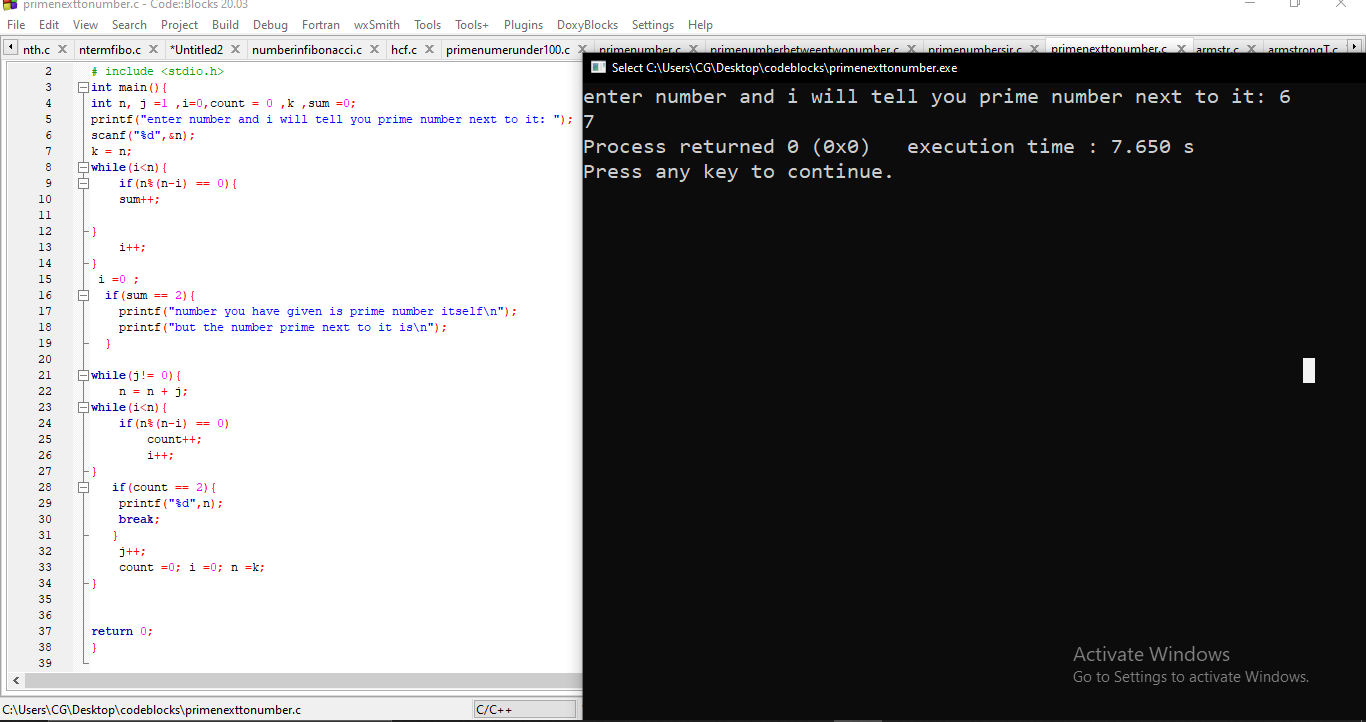 primenexttonumber.c - Code::Blocks 20.03
File Edit View Search Project Build Debug Fortran wxSmith Tools Tools+ Plugins DoxyBlocks Settings Help
nth.c ntermfibo.c *Untitled2 numberinfibonacci.c hcf.c primenumerunder100.c primenumber.c primenumberbetweentwonumber.c primenumbersir.c primenexttonumber.c armstr.c armstrongT.c
Select C:\Users\CG\Desktop\codeblocks\primenexttonumber.exe
2 # include <stdio.h>
3 int main(){
4 int n, j =1 ,i=0,count = 0 ,k ,sum =0;
5 printf("enter number and i will tell you prime number next to it: ");
6 scanf("%d",&n);
7 k = n;
8 while(i<n){
9 if(n%(n-i) == 0){
10 sum++;
11
12 }
13 i++;
14 }
15 i =0 ;
16 if(sum == 2){
17 printf("number you have given is prime number itself\n");
18 printf("but the number prime next to it is\n");
19 }
20
21 while(j!= 0){
22 n = n + j;
23 while(i<n){
24 if(n%(n-i) == 0)
25 count++;
26 i++;
27 }
28 if(count == 2){
29 printf("%d",n);
30 break;
31 }
32 j++;
33 count =0; i =0; n =k;
34 }
35
36
37 return 0;
38 }
39
enter number and i will tell you prime number next to it: 6
7
Process returned 0 (0x0) execution time : 7.650 s
Press any key to continue.
Activate Windows
Go to Settings to activate Windows.
C:\Users\CG\Desktop\codeblocks\primenexttonumber.c C/C++